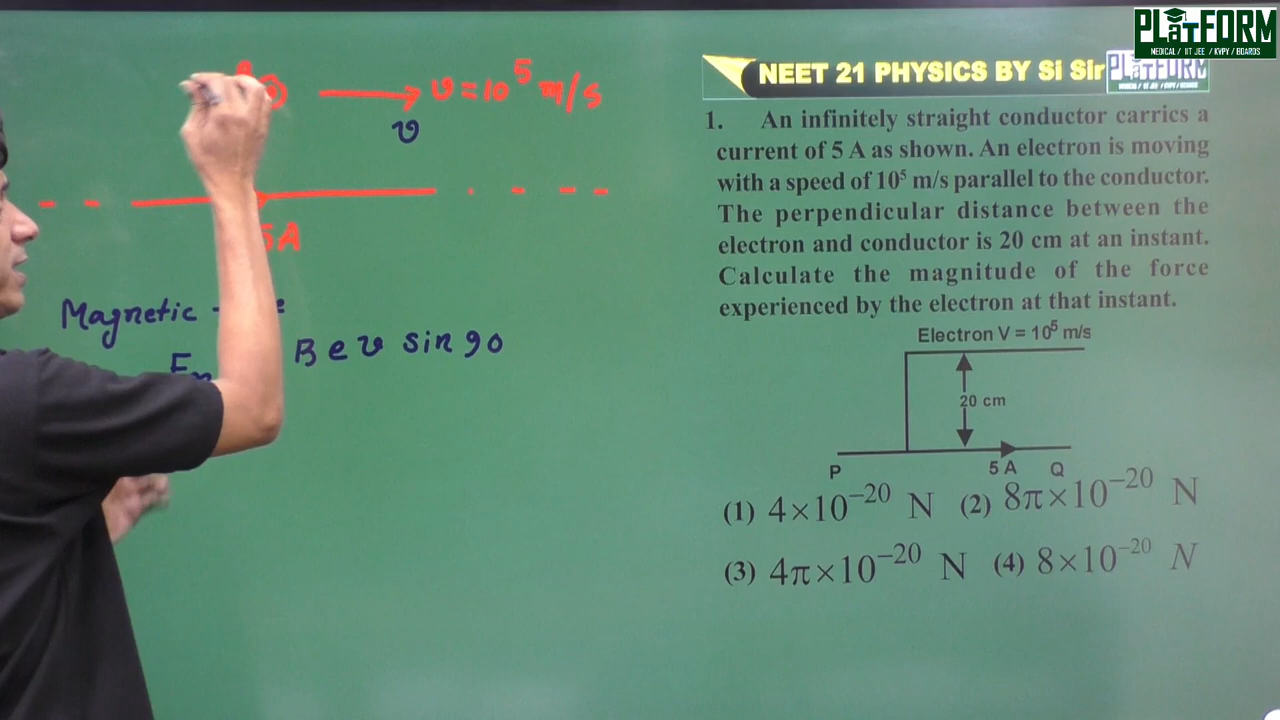 PLatFORM
MEDICAL / IIT JEE / KVPY / BOARDS
NEET 21 PHYSICS BY Si Sir
PLATFORM
1. An infinitely straight conductor carries a
current of 5 A as shown. An electron is moving
with a speed of 10⁵ m/s parallel to the conductor.
The perpendicular distance between the
electron and conductor is 20 cm at an instant.
Calculate the magnitude of the force
experienced by the electron at that instant.
Electron V = 10⁵ m/s
20 cm
P 5 A Q
(1) 4×10⁻²⁰ N (2) 8π×10⁻²⁰ N
(3) 4π×10⁻²⁰ N (4) 8×10⁻²⁰ N
v = 10⁵ m/s
v
5A
Magnetic
B e v sin 90